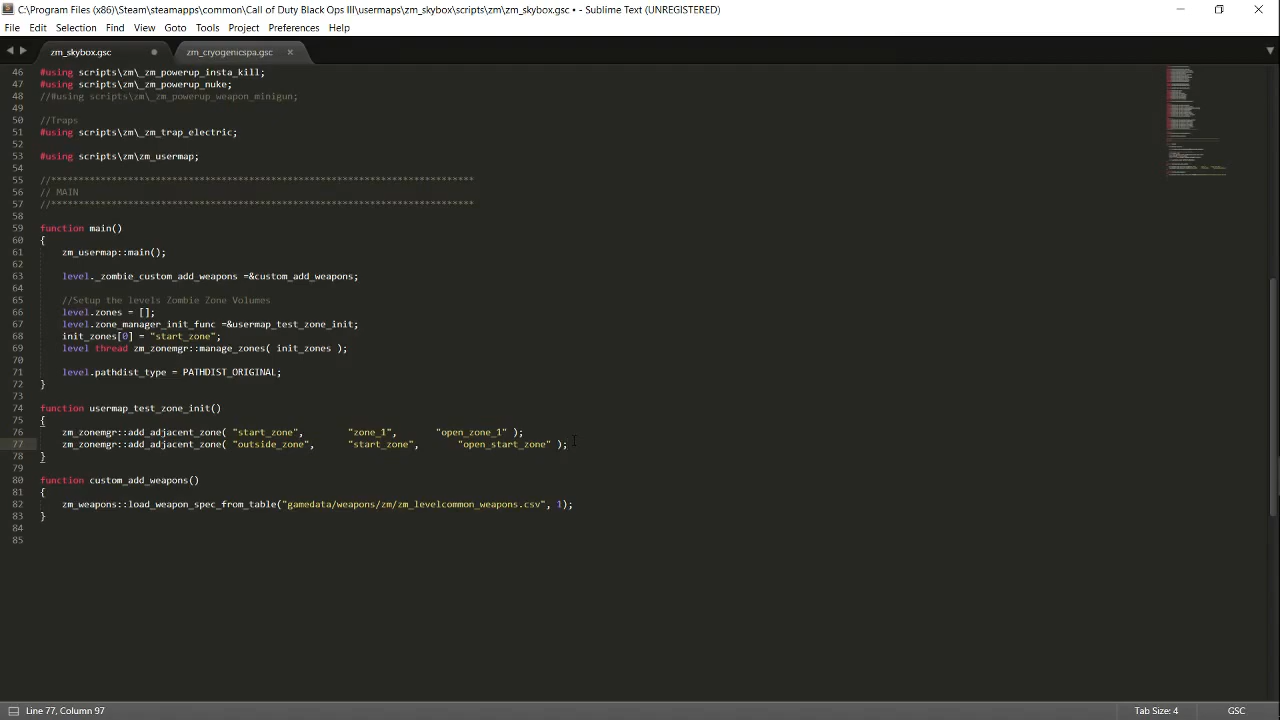 C:\Program Files (x86)\Steam\steamapps\common\Call of Duty Black Ops III\usermaps\zm_skybox\scripts\zm\zm_skybox.gsc • - Sublime Text (UNREGISTERED)
File Edit Selection Find View Goto Tools Project Preferences Help
zm_skybox.gsc zm_cryogenicspa.gsc
46 #using scripts\zm\_zm_powerup_insta_kill;
47 #using scripts\zm\_zm_powerup_nuke;
48 //#using scripts\zm\_zm_powerup_weapon_minigun;
49
50 //Traps
51 #using scripts\zm\_zm_trap_electric;
52
53 #using scripts\zm\zm_usermap;
54
55 //*****************************************************************************
56 // MAIN
57 //*****************************************************************************
58
59 function main()
60 {
61 zm_usermap::main();
62
63 level._zombie_custom_add_weapons =&custom_add_weapons;
64
65 //Setup the levels Zombie Zone Volumes
66 level.zones = [];
67 level.zone_manager_init_func =&usermap_test_zone_init;
68 init_zones[0] = "start_zone";
69 level thread zm_zonemgr::manage_zones( init_zones );
70
71 level.pathdist_type = PATHDIST_ORIGINAL;
72 }
73
74 function usermap_test_zone_init()
75 {
76 zm_zonemgr::add_adjacent_zone( "start_zone", "zone_1", "open_zone_1" );
77 zm_zonemgr::add_adjacent_zone( "outside_zone", "start_zone", "open_start_zone" );
78 }
79
80 function custom_add_weapons()
81 {
82 zm_weapons::load_weapon_spec_from_table("gamedata/weapons/zm/zm_levelcommon_weapons.csv", 1);
83 }
84
85
Line 77, Column 97 Tab Size: 4 GSC